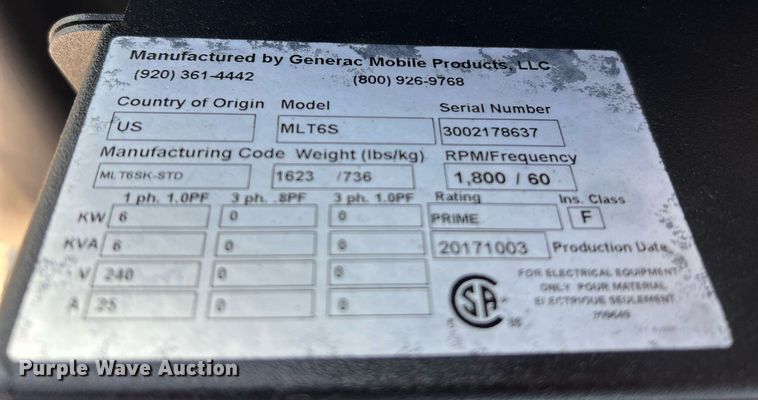 Manufactured by Generac Mobile Products, LLC
(920) 361-4442 (800) 926-9768
Country of Origin Model Serial Number
US MLT6S 3002178637
Manufacturing Code Weight (lbs/kg) RPM/Frequency
MLT6SK-STD 1623 /736 1,800 / 60
1 ph. 1.0PF 3 ph. .8PF 3 ph. 1.0PF Rating Ins. Class
KW 6 0 0 PRIME F
KVA 6 0 0 20171003 Production Date
V 240 0 0
A 25 0 0
CSA
FOR ELECTRICAL EQUIPMENT
ONLY POUR MATERIAL
ELECTRIQUE SEULEMENT
Purple Wave Auction